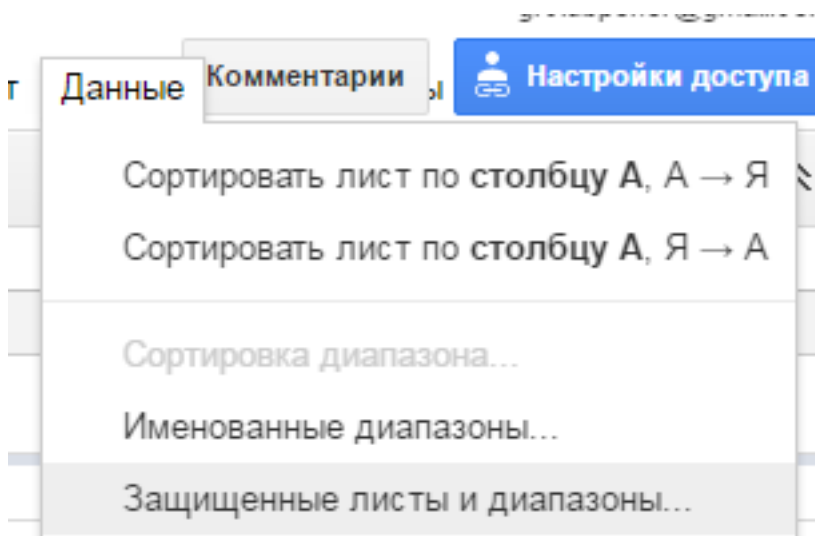 Данные Комментарии Настройки доступа
Сортировать лист по столбцу A, А → Я
Сортировать лист по столбцу A, Я → А
Сортировка диапазона...
Именованные диапазоны...
Защищенные листы и диапазоны...